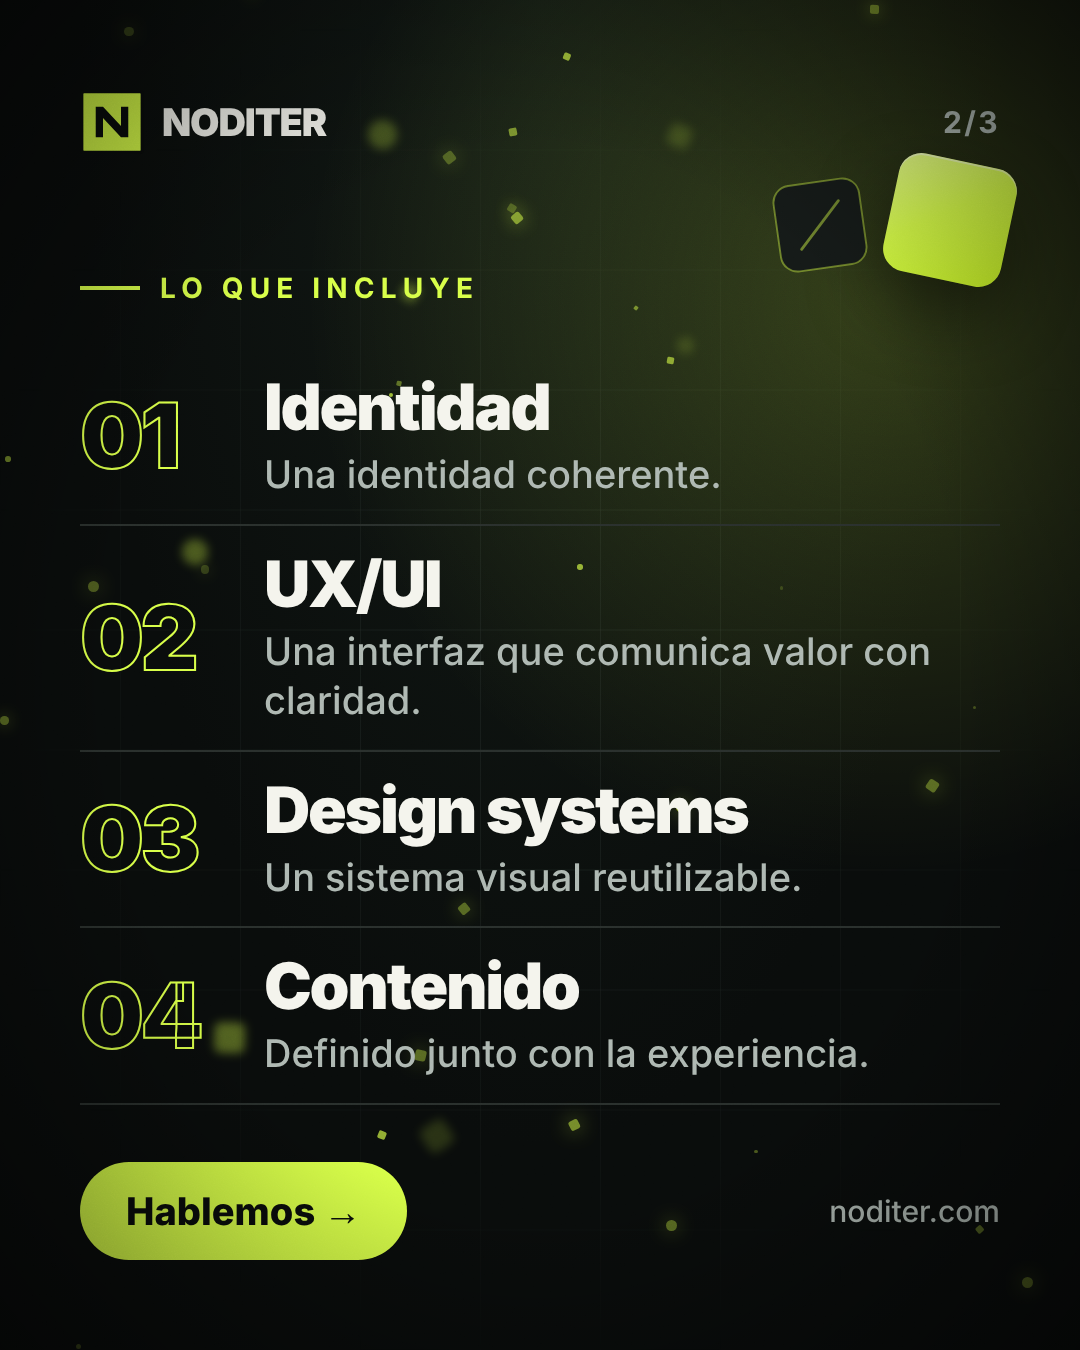 N NODITER
2/3
LO QUE INCLUYE
01
Identidad
Una identidad coherente.
02
UX/UI
Una interfaz que comunica valor con
claridad.
03
Design systems
Un sistema visual reutilizable.
04
Contenido
Definido junto con la experiencia.
Hablemos →
noditer.com